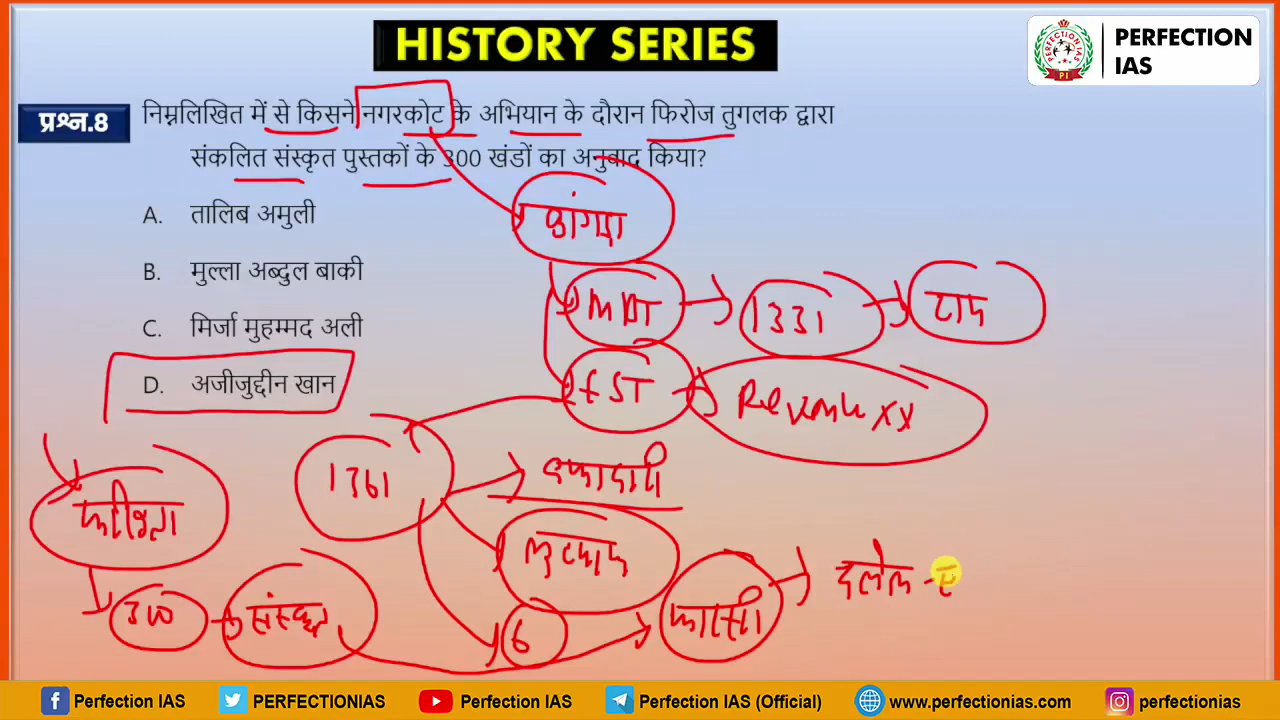 HISTORY SERIES
PERFECTION
IAS
प्रश्न.8
निम्नलिखित में से किसने नगरकोट के अभियान के दौरान फिरोज तुगलक द्वारा
संकलित संस्कृत पुस्तकों के 300 खंडों का अनुवाद किया?
A. तालिब अमुली
B. मुल्ला अब्दुल बाकी
C. मिर्जा मुहम्मद अली
D. अजीजुद्दीन खान
MBT
1331
FST
1361
300
संस्कृत
6
फारसी
Perfection IAS
PERFECTIONIAS
Perfection IAS
Perfection IAS (Official)
www.perfectionias.com
perfectionias